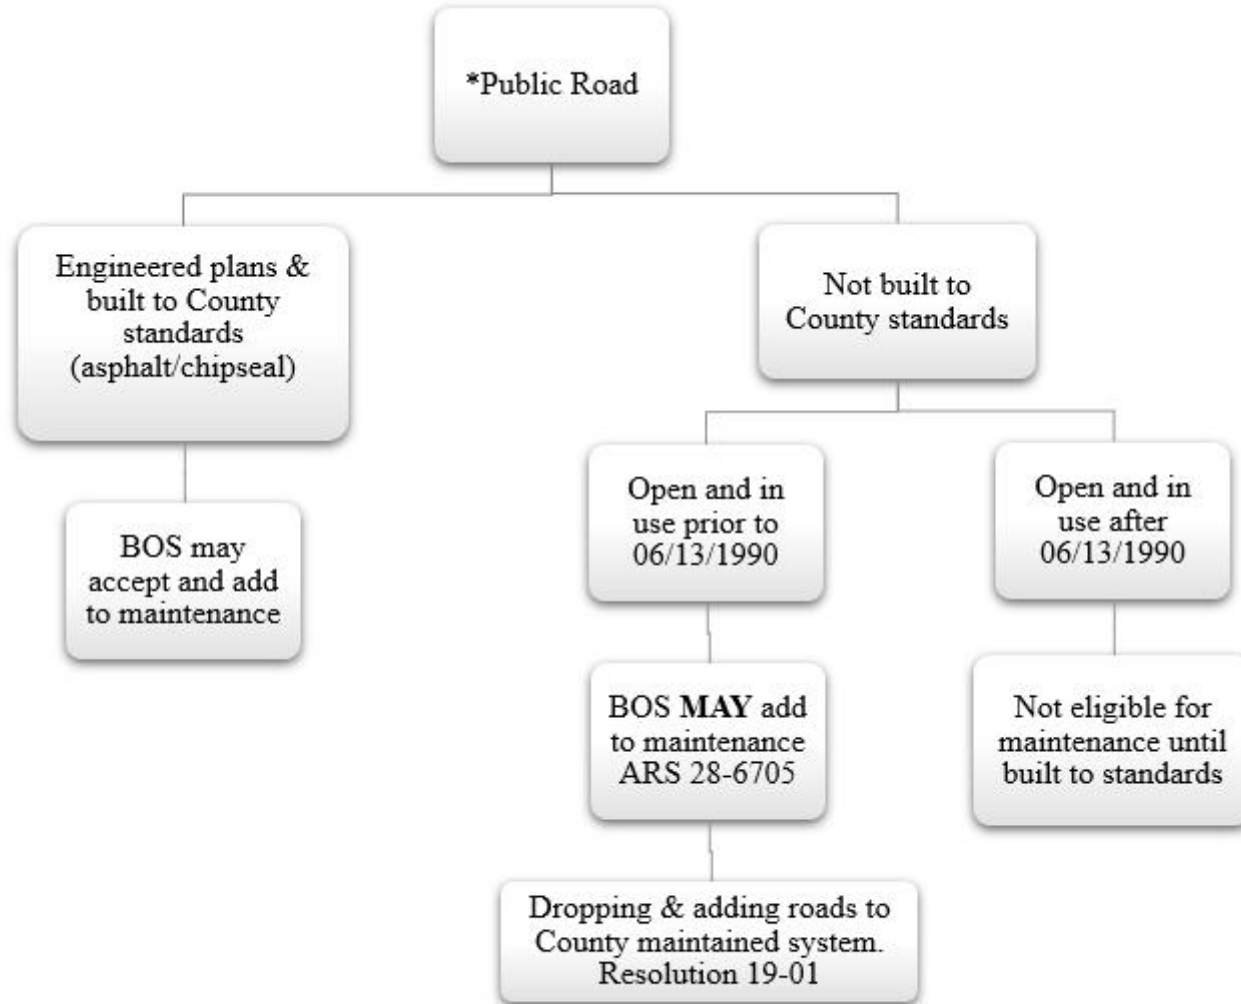 *Public Road
Engineered plans &
built to County
standards
(asphalt/chipseal)
Not built to
County standards
BOS may
accept and add
to maintenance
Open and in
use prior to
06/13/1990
Open and in
use after
06/13/1990
BOS MAY add
to maintenance
ARS 28-6705
Not eligible for
maintenance until
built to standards
Dropping & adding roads to
County maintained system.
Resolution 19-01